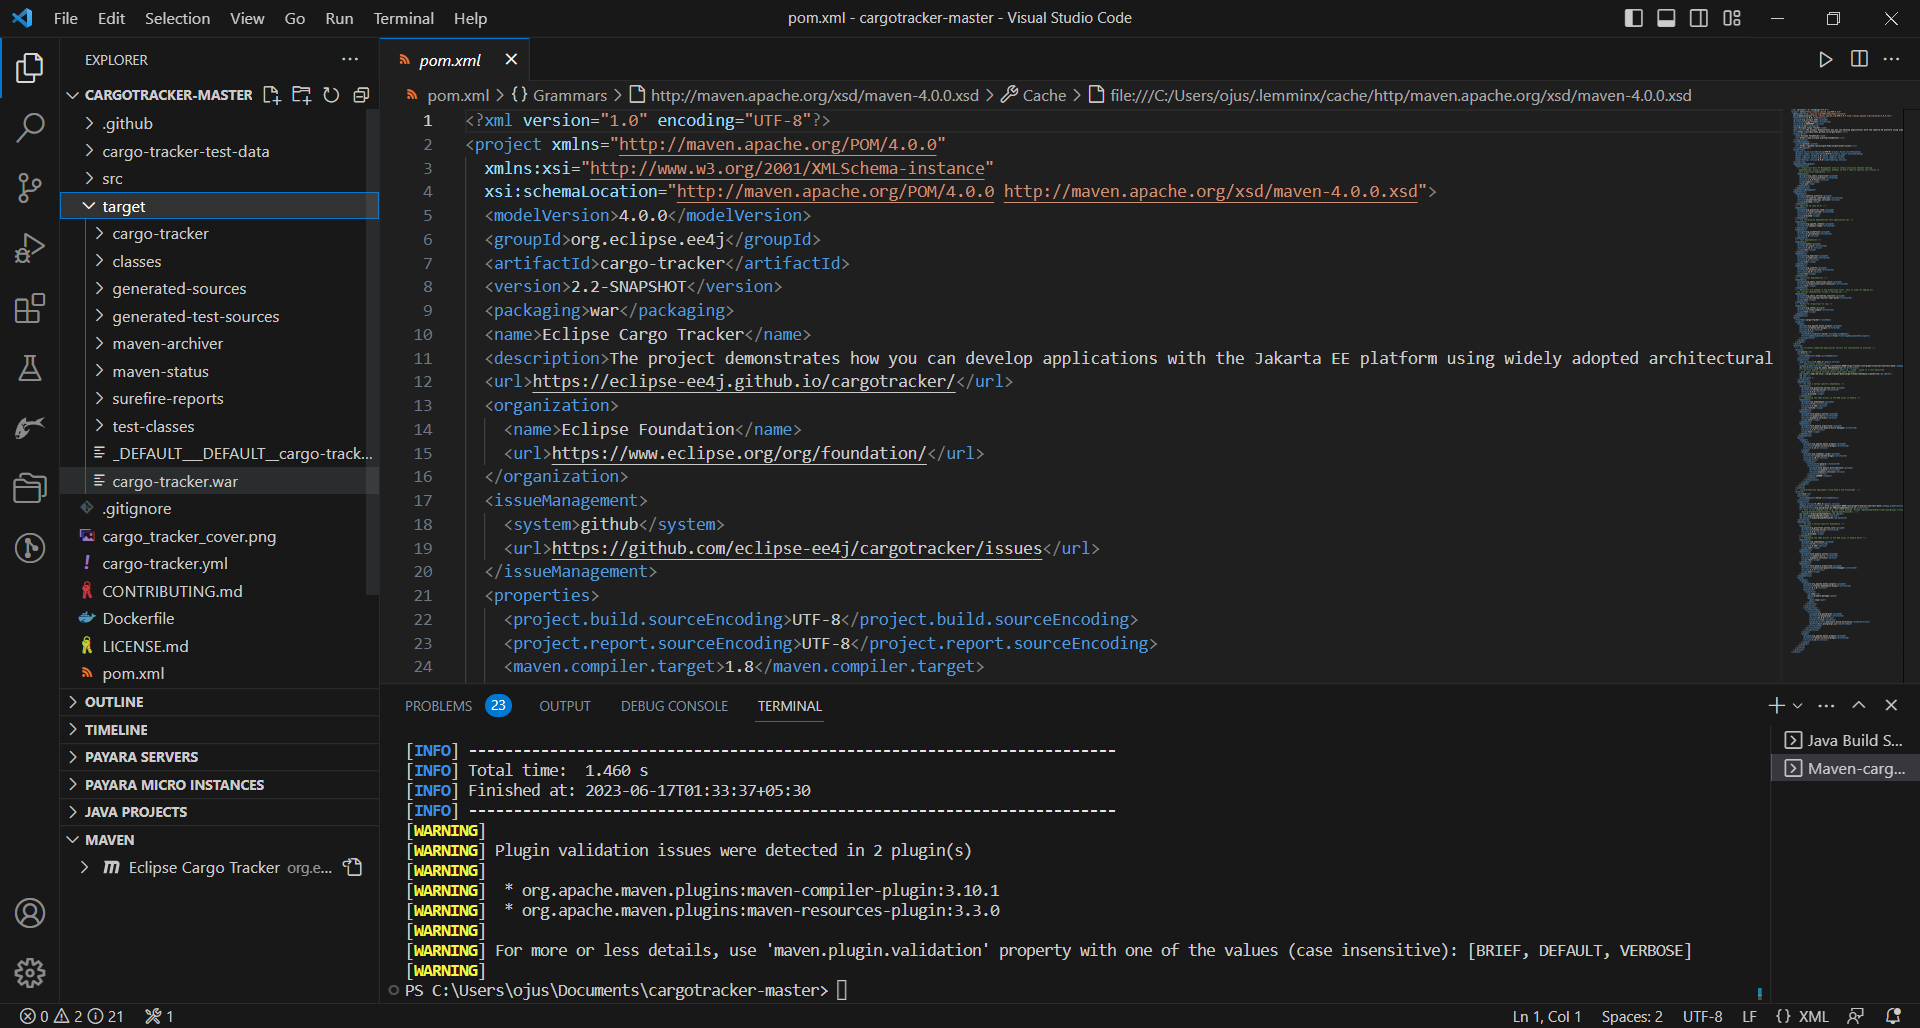 File Edit Selection View Go Run Terminal Help
pom.xml - cargotracker-master - Visual Studio Code
EXPLORER
CARGOTRACKER-MASTER
.github
cargo-tracker-test-data
src
target
cargo-tracker
classes
generated-sources
generated-test-sources
maven-archiver
maven-status
surefire-reports
test-classes
_DEFAULT___DEFAULT__cargo-track...
cargo-tracker.war
.gitignore
cargo_tracker_cover.png
cargo-tracker.yml
CONTRIBUTING.md
Dockerfile
LICENSE.md
pom.xml
OUTLINE
TIMELINE
PAYARA SERVERS
PAYARA MICRO INSTANCES
JAVA PROJECTS
MAVEN
Eclipse Cargo Tracker org.e...
pom.xml
pom.xml > {} Grammars > http://maven.apache.org/xsd/maven-4.0.0.xsd > Cache > file:///C:/Users/ojus/.lemminx/cache/http/maven.apache.org/xsd/maven-4.0.0.xsd
1 <?xml version="1.0" encoding="UTF-8"?>
2 <project xmlns="http://maven.apache.org/POM/4.0.0"
3 xmlns:xsi="http://www.w3.org/2001/XMLSchema-instance"
4 xsi:schemaLocation="http://maven.apache.org/POM/4.0.0 http://maven.apache.org/xsd/maven-4.0.0.xsd">
5 <modelVersion>4.0.0</modelVersion>
6 <groupId>org.eclipse.ee4j</groupId>
7 <artifactId>cargo-tracker</artifactId>
8 <version>2.2-SNAPSHOT</version>
9 <packaging>war</packaging>
10 <name>Eclipse Cargo Tracker</name>
11 <description>The project demonstrates how you can develop applications with the Jakarta EE platform using widely adopted architectural
12 <url>https://eclipse-ee4j.github.io/cargotracker/</url>
13 <organization>
14 <name>Eclipse Foundation</name>
15 <url>https://www.eclipse.org/org/foundation/</url>
16 </organization>
17 <issueManagement>
18 <system>github</system>
19 <url>https://github.com/eclipse-ee4j/cargotracker/issues</url>
20 </issueManagement>
21 <properties>
22 <project.build.sourceEncoding>UTF-8</project.build.sourceEncoding>
23 <project.report.sourceEncoding>UTF-8</project.report.sourceEncoding>
24 <maven.compiler.target>1.8</maven.compiler.target>
PROBLEMS 23 OUTPUT DEBUG CONSOLE TERMINAL
[INFO] ------------------------------------------------------------------------
[INFO] Total time:  1.460 s
[INFO] Finished at: 2023-06-17T01:33:37+05:30
[INFO] ------------------------------------------------------------------------
[WARNING]
[WARNING] Plugin validation issues were detected in 2 plugin(s)
[WARNING]
[WARNING]  * org.apache.maven.plugins:maven-compiler-plugin:3.10.1
[WARNING]  * org.apache.maven.plugins:maven-resources-plugin:3.3.0
[WARNING]
[WARNING] For more or less details, use 'maven.plugin.validation' property with one of the values (case insensitive): [BRIEF, DEFAULT, VERBOSE]
[WARNING]
PS C:\Users\ojus\Documents\cargotracker-master>
Java Build S...
Maven-carg...
0 2 21 1
Ln 1, Col 1 Spaces: 2 UTF-8 LF {} XML